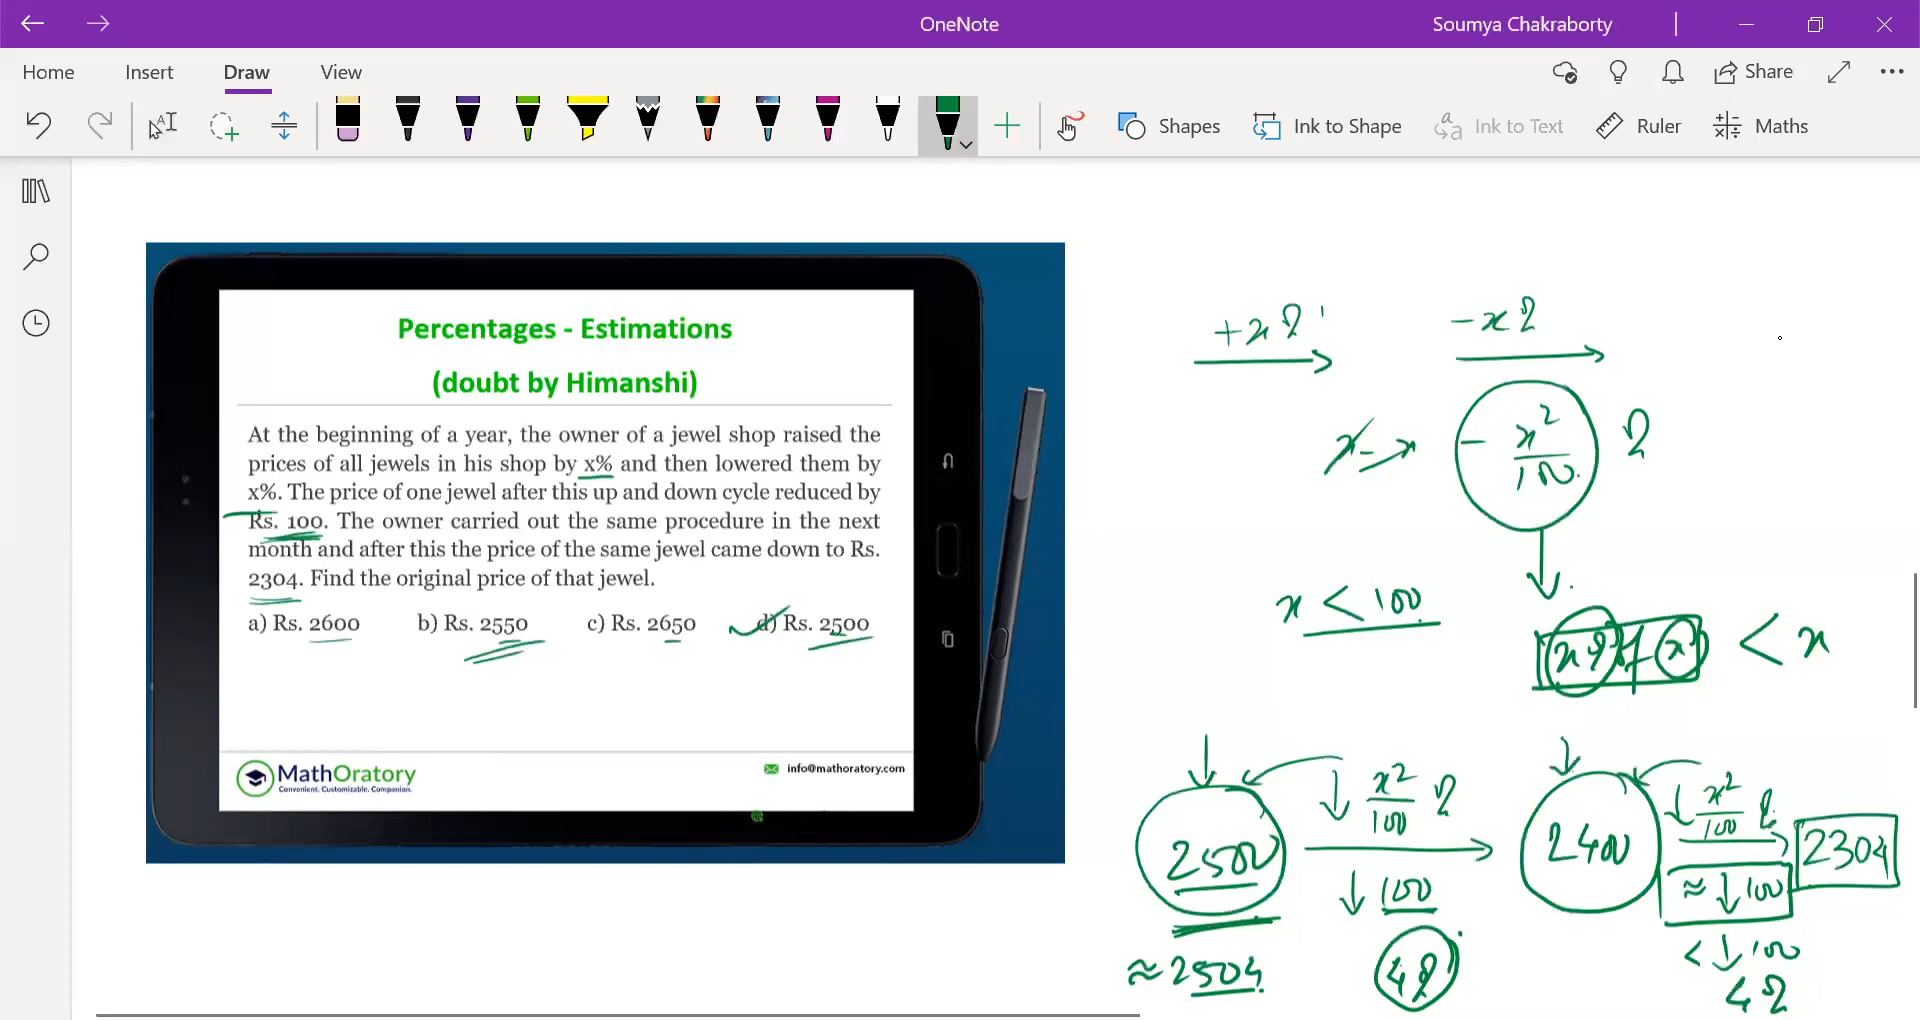 OneNote
Soumya Chakraborty
Home Insert Draw View
Share
Shapes Ink to Shape Ink to Text Ruler Maths
Percentages - Estimations
(doubt by Himanshi)
At the beginning of a year, the owner of a jewel shop raised the
prices of all jewels in his shop by x% and then lowered them by
x%. The price of one jewel after this up and down cycle reduced by
Rs. 100. The owner carried out the same procedure in the next
month and after this the price of the same jewel came down to Rs.
2304. Find the original price of that jewel.
a) Rs. 2600 b) Rs. 2550 c) Rs. 2650 d) Rs. 2500
MathOratory
Convenient. Customizable. Companion.
info@mathoratory.com
+x% -x%
x-x - x²/100 %
x < 100
< x
2500 ↓ x²/100 % 2400 ↓ x²/100 % 2304
↓ 100 ≈ ↓ 100
≈ 2504 4% < ↓ 100
4%